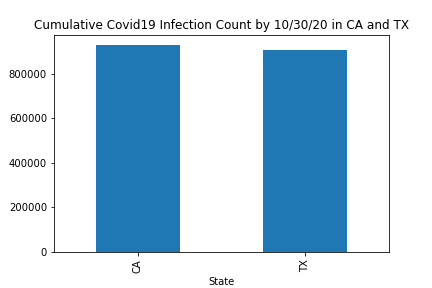 Cumulative Covid19 Infection Count by 10/30/20 in CA and TX
800000
600000
400000
200000
0
CA
TX
State